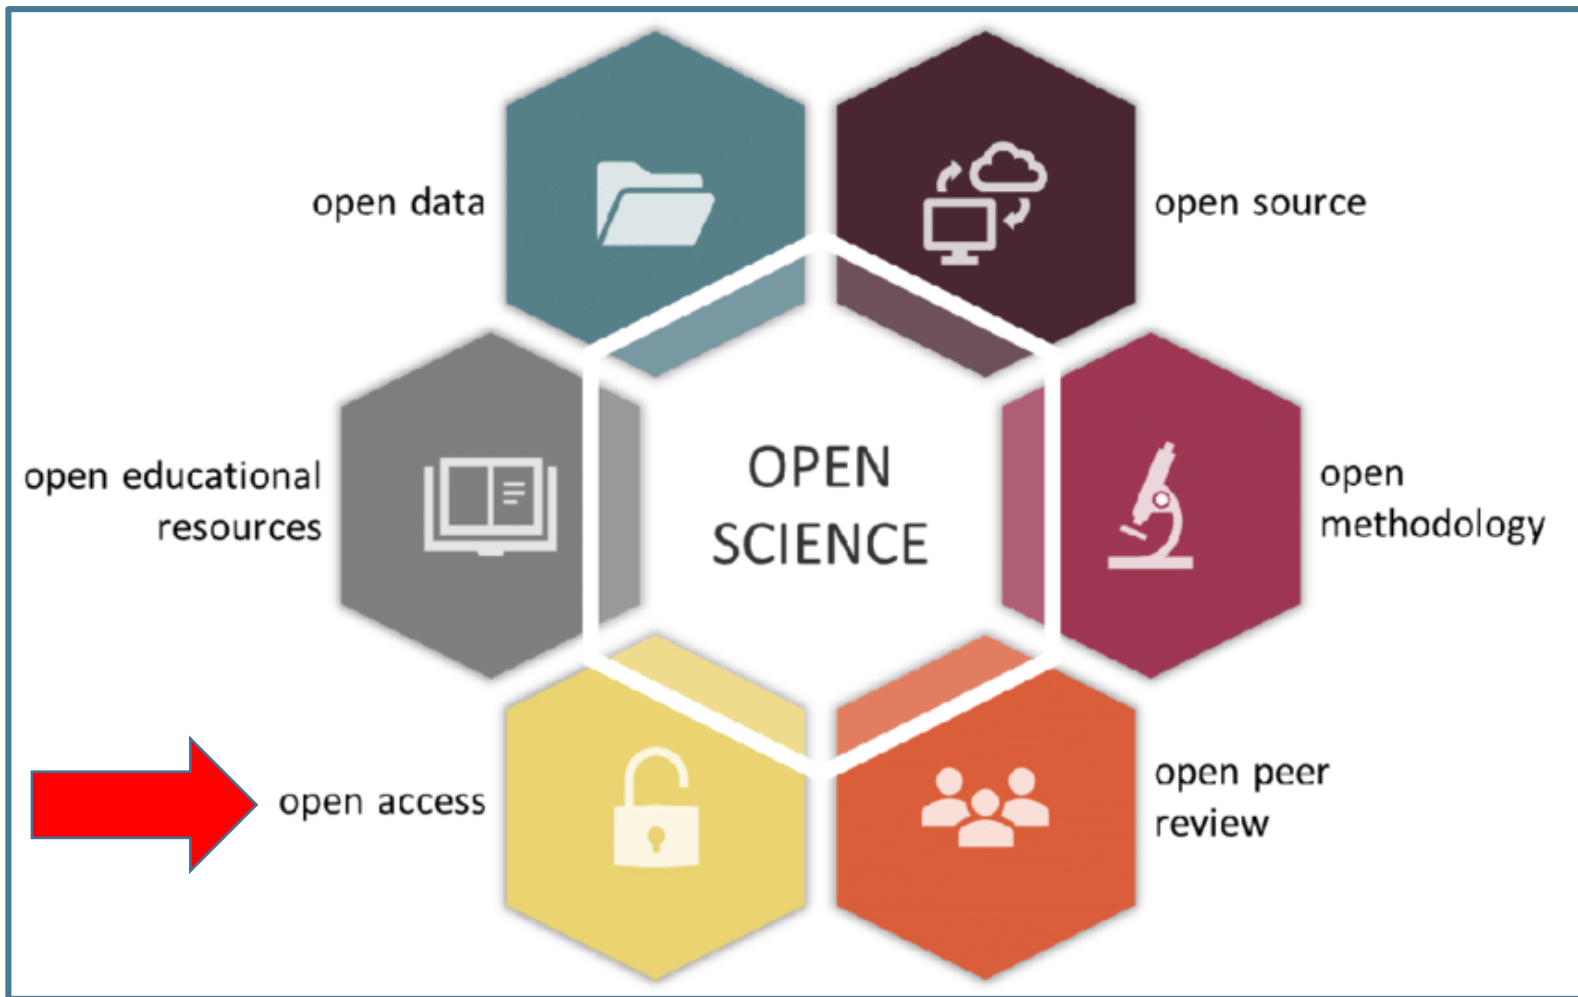 open data
open source
open educational
resources
OPEN
SCIENCE
open
methodology
open access
open peer
review